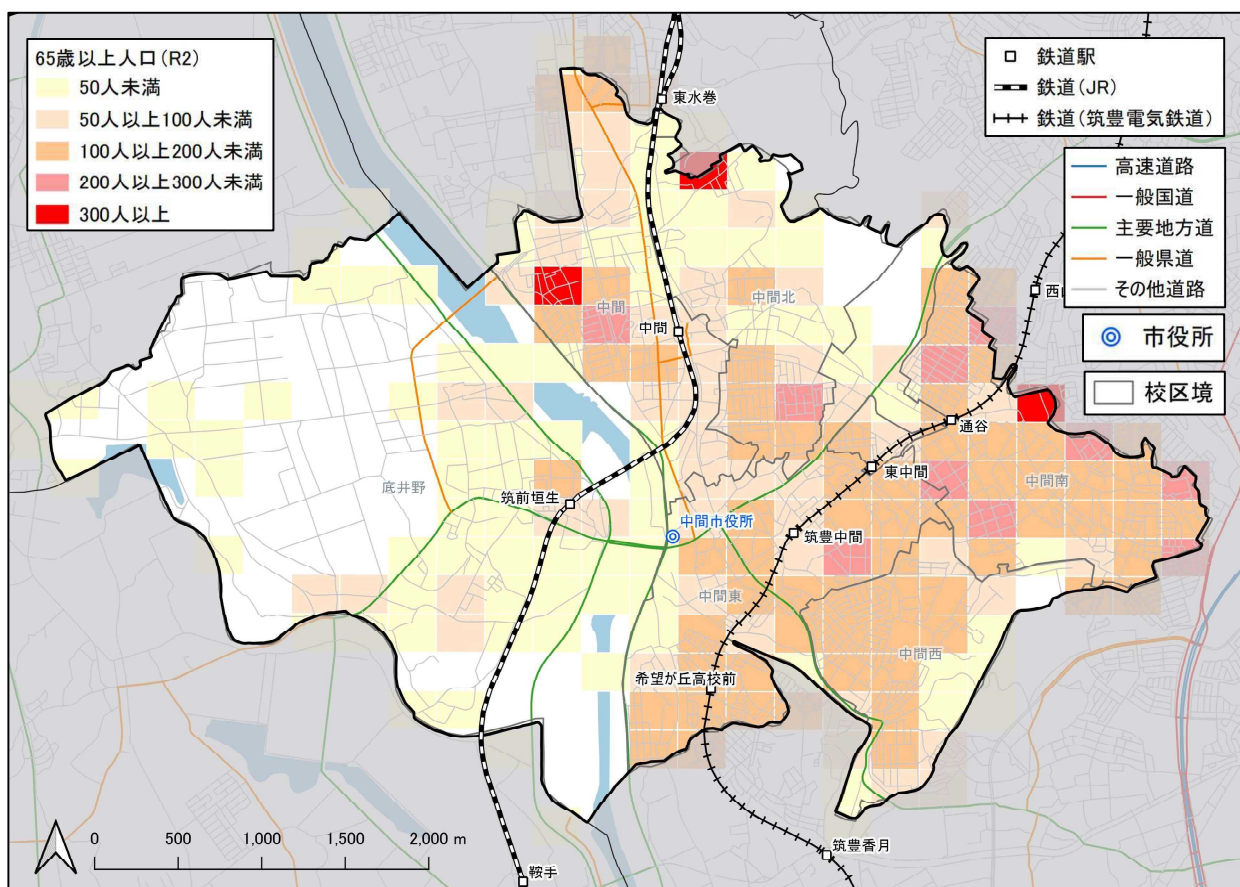 65歳以上人口(R2)
50人未満
50人以上100人未満
100人以上200人未満
200人以上300人未満
300人以上
鉄道駅
鉄道(JR)
鉄道(筑豊電気鉄道)
高速道路
一般国道
主要地方道
一般県道
その他道路
市役所
校区境
東水巻
中間
中間北
中間
通谷
東中間
中間南
底井野
筑前垣生
中間市役所
筑豊中間
中間東
中間西
希望が丘高校前
筑豊香月
鞍手
0 500 1,000 1,500 2,000 m